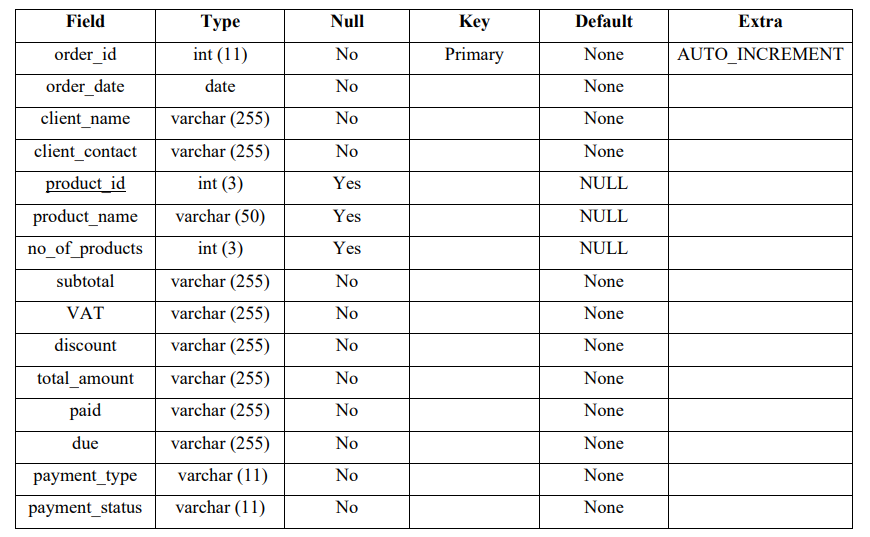 Field Type Null Key Default Extra
order_id int (11) No Primary None AUTO_INCREMENT
order_date date No None
client_name varchar (255) No None
client_contact varchar (255) No None
product_id int (3) Yes NULL
product_name varchar (50) Yes NULL
no_of_products int (3) Yes NULL
subtotal varchar (255) No None
VAT varchar (255) No None
discount varchar (255) No None
total_amount varchar (255) No None
paid varchar (255) No None
due varchar (255) No None
payment_type varchar (11) No None
payment_status varchar (11) No None